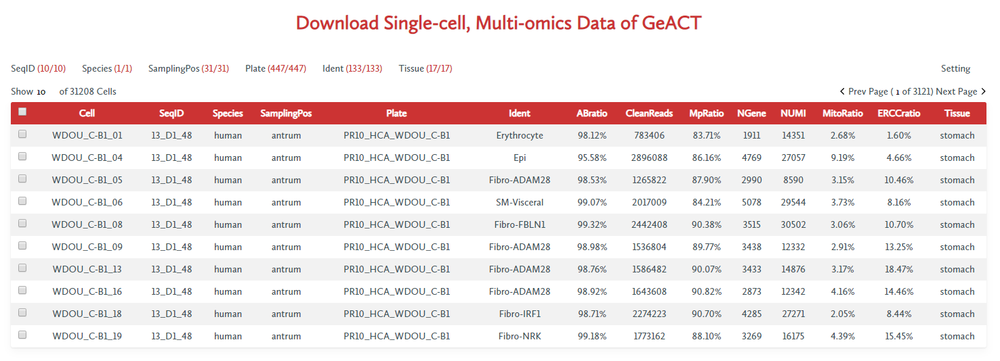 Download Single-cell, Multi-omics Data of GeACT
SeqID (10/10) Species (1/1) SamplingPos (31/31) Plate (447/447) Ident (133/133) Tissue (17/17) Setting
Show 10 of 31208 Cells Prev Page ( 1 of 3121) Next Page
Cell SeqID Species SamplingPos Plate Ident ABratio CleanReads MpRatio NGene NUMI MitoRatio ERCCratio Tissue
WDOU_C-B1_01 13_D1_48 human antrum PR10_HCA_WDOU_C-B1 Erythrocyte 98.12% 783406 83.71% 1911 14351 2.68% 1.60% stomach
WDOU_C-B1_04 13_D1_48 human antrum PR10_HCA_WDOU_C-B1 Epi 95.58% 2896088 86.16% 4769 27057 9.19% 4.66% stomach
WDOU_C-B1_05 13_D1_48 human antrum PR10_HCA_WDOU_C-B1 Fibro-ADAM28 98.53% 1265822 87.90% 2990 8590 3.15% 10.46% stomach
WDOU_C-B1_06 13_D1_48 human antrum PR10_HCA_WDOU_C-B1 SM-Visceral 99.07% 2017009 84.21% 5078 29544 3.73% 8.16% stomach
WDOU_C-B1_08 13_D1_48 human antrum PR10_HCA_WDOU_C-B1 Fibro-FBLN1 99.32% 2442408 90.38% 3515 30502 3.06% 10.70% stomach
WDOU_C-B1_09 13_D1_48 human antrum PR10_HCA_WDOU_C-B1 Fibro-ADAM28 98.98% 1536804 89.77% 3438 12332 2.91% 13.25% stomach
WDOU_C-B1_13 13_D1_48 human antrum PR10_HCA_WDOU_C-B1 Fibro-ADAM28 98.76% 1586482 90.07% 3433 14876 3.17% 18.47% stomach
WDOU_C-B1_16 13_D1_48 human antrum PR10_HCA_WDOU_C-B1 Fibro-ADAM28 98.92% 1643608 90.82% 2873 12342 4.16% 14.46% stomach
WDOU_C-B1_18 13_D1_48 human antrum PR10_HCA_WDOU_C-B1 Fibro-IRF1 98.71% 2274223 90.70% 4285 27271 2.05% 8.44% stomach
WDOU_C-B1_19 13_D1_48 human antrum PR10_HCA_WDOU_C-B1 Fibro-NRK 99.18% 1773162 88.10% 3269 16175 4.39% 15.45% stomach